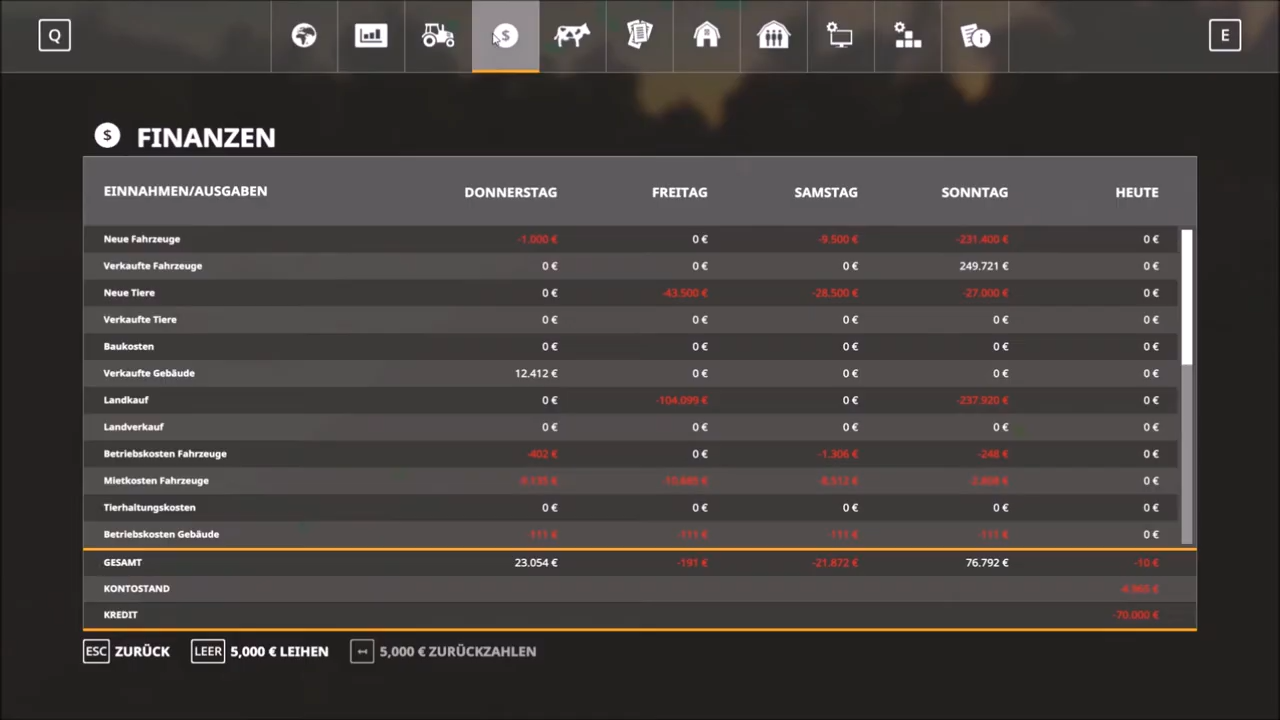 Q
$
E
$ FINANZEN
EINNAHMEN/AUSGABEN DONNERSTAG FREITAG SAMSTAG SONNTAG HEUTE
Neue Fahrzeuge -1.000 € 0 € -9.500 € -231.400 € 0 €
Verkaufte Fahrzeuge 0 € 0 € 0 € 249.721 € 0 €
Neue Tiere 0 € -43.500 € -28.500 € -27.000 € 0 €
Verkaufte Tiere 0 € 0 € 0 € 0 € 0 €
Baukosten 0 € 0 € 0 € 0 € 0 €
Verkaufte Gebäude 12.412 € 0 € 0 € 0 € 0 €
Landkauf 0 € -104.099 € 0 € -237.920 € 0 €
Landverkauf 0 € 0 € 0 € 0 € 0 €
Betriebskosten Fahrzeuge -402 € 0 € -1.306 € -248 € 0 €
Mietkosten Fahrzeuge 0 €
Tierhaltungskosten 0 € 0 € 0 € 0 € 0 €
Betriebskosten Gebäude -111 € -111 € -111 € -111 € 0 €
GESAMT 23.054 € -191 € -21.872 € 76.792 € -10 €
KONTOSTAND
KREDIT -70.000 €
ESC ZURÜCK LEER 5,000 € LEIHEN 5,000 € ZURÜCKZAHLEN